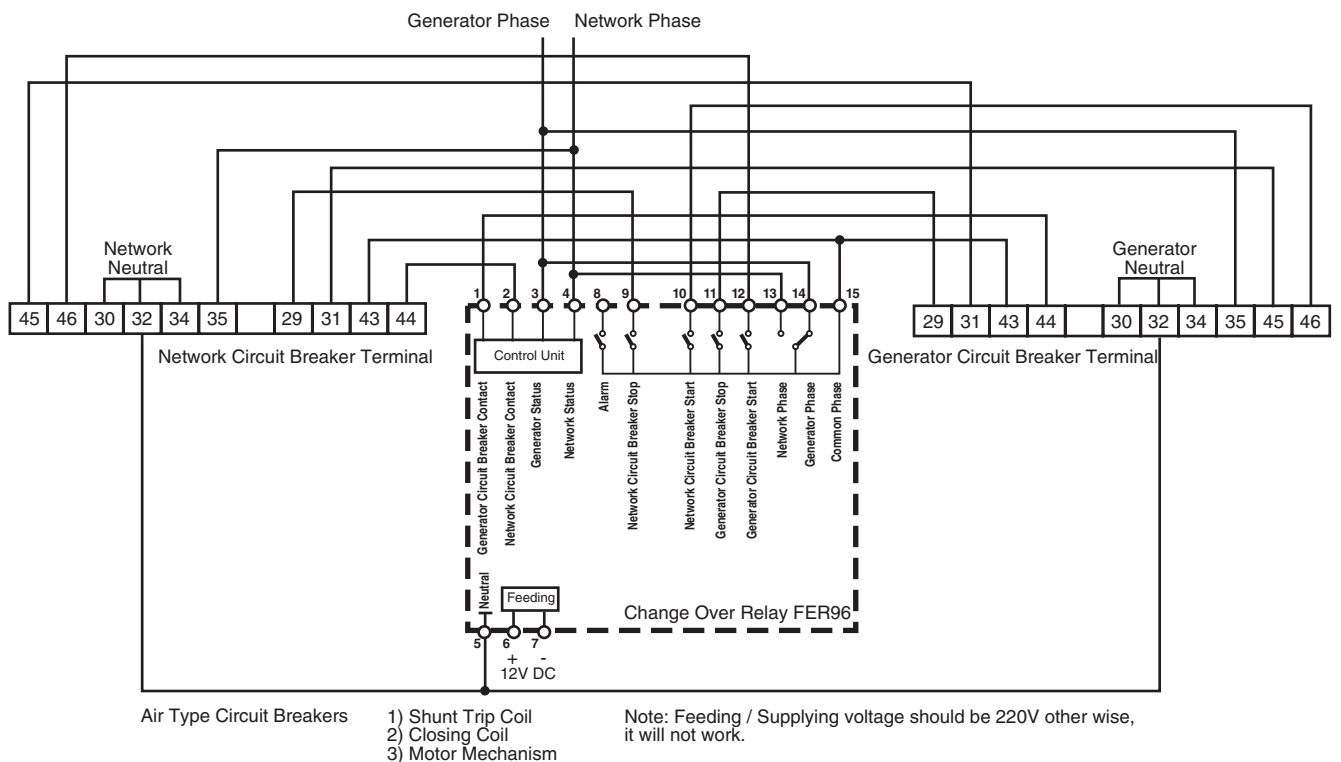 Generator Phase Network Phase
Network
Neutral
Generator
Neutral
1 2 3 4 8 9 10 11 12 13 14 15
45 46 30 32 34 35 29 31 43 44
29 31 43 44 30 32 34 35 45 46
Network Circuit Breaker Terminal
Control Unit
Generator Circuit Breaker Terminal
Generator Circuit Breaker Contact
Network Circuit Breaker Contact
Generator Status
Network Status
Alarm
Network Circuit Breaker Stop
Network Circuit Breaker Start
Generator Circuit Breaker Stop
Generator Circuit Breaker Start
Network Phase
Generator Phase
Common Phase
Neutral
Feeding
Change Over Relay FER96
5 6 7
+ -
12V DC
Air Type Circuit Breakers
1) Shunt Trip Coil
2) Closing Coil
3) Motor Mechanism
Note: Feeding / Supplying voltage should be 220V other wise,
it will not work.